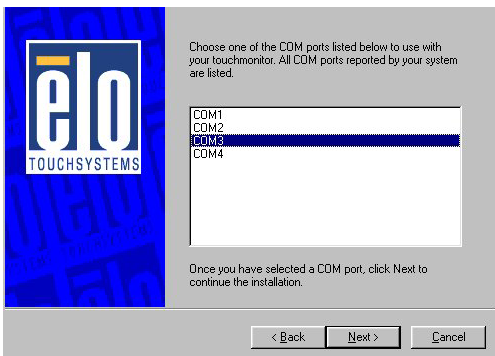 elo
TOUCHSYSTEMS
Choose one of the COM ports listed below to use with
your touchmonitor. All COM ports reported by your system
are listed.
COM1
COM2
COM3
COM4
Once you have selected a COM port, click Next to
continue the installation.
< Back
Next >
Cancel